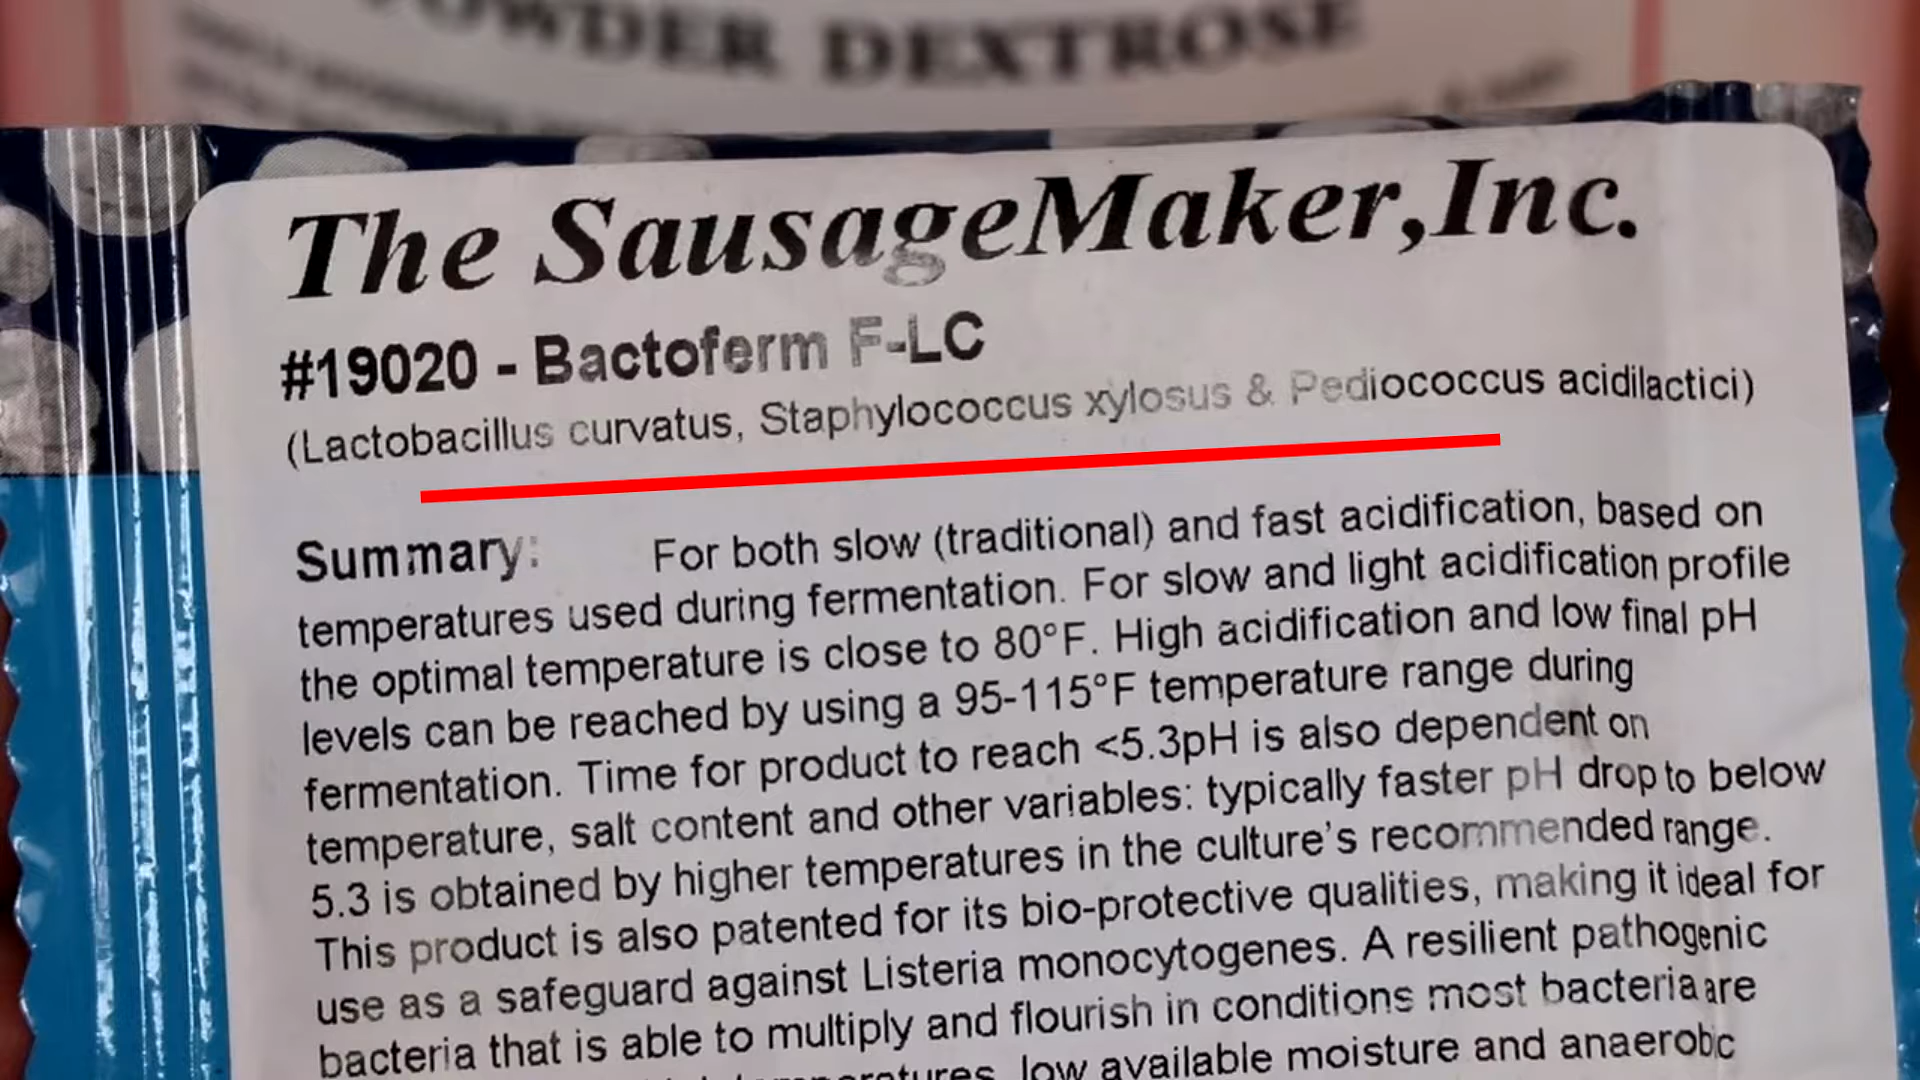 POWDER DEXTROSE
The SausageMaker,Inc.
#19020 - Bactoferm F-LC
(Lactobacillus curvatus, Staphylococcus xylosus & Pediococcus acidilactici)
Summary: For both slow (traditional) and fast acidification, based on
temperatures used during fermentation. For slow and light acidification profile
the optimal temperature is close to 80°F. High acidification and low final pH
levels can be reached by using a 95-115°F temperature range during
fermentation. Time for product to reach <5.3pH is also dependent on
temperature, salt content and other variables: typically faster pH drop to below
5.3 is obtained by higher temperatures in the culture's recommended range.
This product is also patented for its bio-protective qualities, making it ideal for
use as a safeguard against Listeria monocytogenes. A resilient pathogenic
bacteria that is able to multiply and flourish in conditions most bacteria are
low available moisture and anaerobic